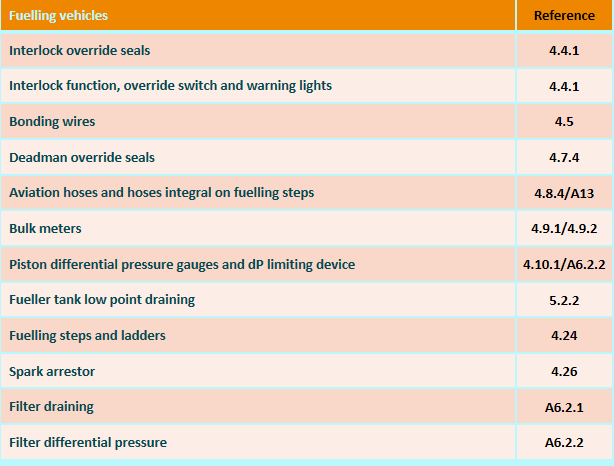 Fuelling vehicles Reference
Interlock override seals 4.4.1
Interlock function, override switch and warning lights 4.4.1
Bonding wires 4.5
Deadman override seals 4.7.4
Aviation hoses and hoses integral on fuelling steps 4.8.4/A13
Bulk meters 4.9.1/4.9.2
Piston differential pressure gauges and dP limiting device 4.10.1/A6.2.2
Fueller tank low point draining 5.2.2
Fuelling steps and ladders 4.24
Spark arrestor 4.26
Filter draining A6.2.1
Filter differential pressure A6.2.2